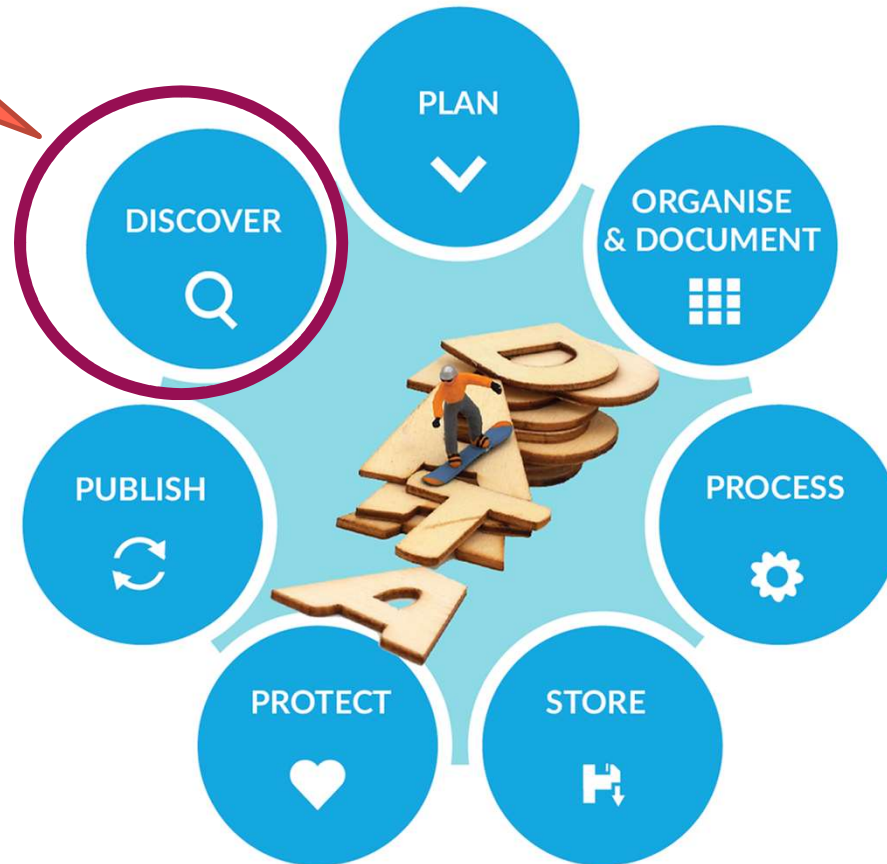 PLAN
ORGANISE
& DOCUMENT
PROCESS
STORE
PROTECT
PUBLISH
DISCOVER
D
A
T
A